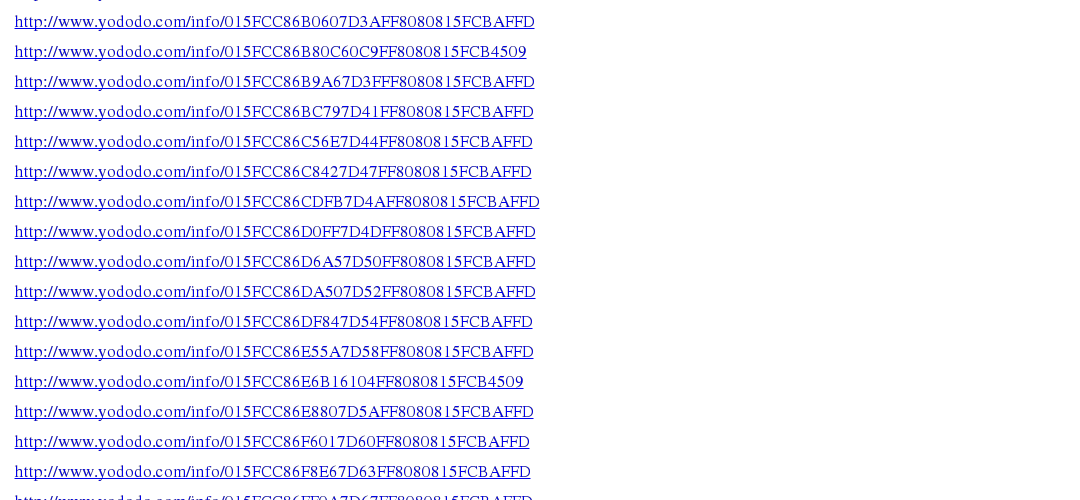 http://www.yododo.com/info/015FCC86B0607D3AFF8080815FCBAFFD
http://www.yododo.com/info/015FCC86B80C60C9FF8080815FCB4509
http://www.yododo.com/info/015FCC86B9A67D3FFF8080815FCBAFFD
http://www.yododo.com/info/015FCC86BC797D41FF8080815FCBAFFD
http://www.yododo.com/info/015FCC86C56E7D44FF8080815FCBAFFD
http://www.yododo.com/info/015FCC86C8427D47FF8080815FCBAFFD
http://www.yododo.com/info/015FCC86CDFB7D4AFF8080815FCBAFFD
http://www.yododo.com/info/015FCC86D0FF7D4DFF8080815FCBAFFD
http://www.yododo.com/info/015FCC86D6A57D50FF8080815FCBAFFD
http://www.yododo.com/info/015FCC86DA507D52FF8080815FCBAFFD
http://www.yododo.com/info/015FCC86DF847D54FF8080815FCBAFFD
http://www.yododo.com/info/015FCC86E55A7D58FF8080815FCBAFFD
http://www.yododo.com/info/015FCC86E6B16104FF8080815FCB4509
http://www.yododo.com/info/015FCC86E8807D5AFF8080815FCBAFFD
http://www.yododo.com/info/015FCC86F6017D60FF8080815FCBAFFD
http://www.yododo.com/info/015FCC86F8E67D63FF8080815FCBAFFD